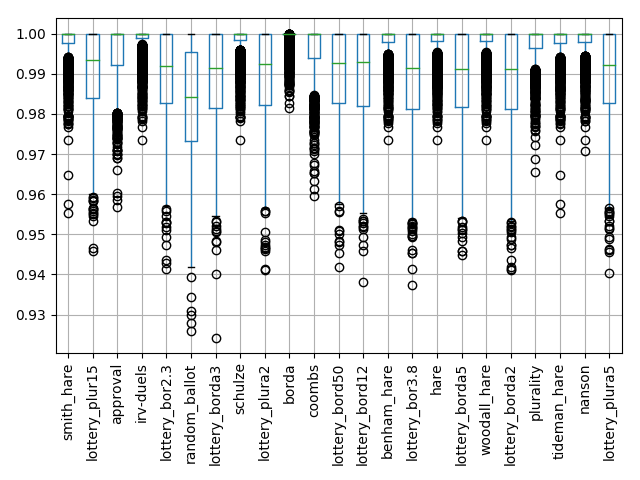 1.00
0.99
0.98
0.97
0.96
0.95
0.94
0.93
smith_hare
lottery_plur15
approval
irv-duels
lottery_bor2.3
random_ballot
lottery_borda3
schulze
lottery_plura2
borda
coombs
lottery_bord50
lottery_bord12
benham_hare
lottery_bor3.8
hare
lottery_borda5
woodall_hare
lottery_borda2
plurality
tideman_hare
nanson
lottery_plura5